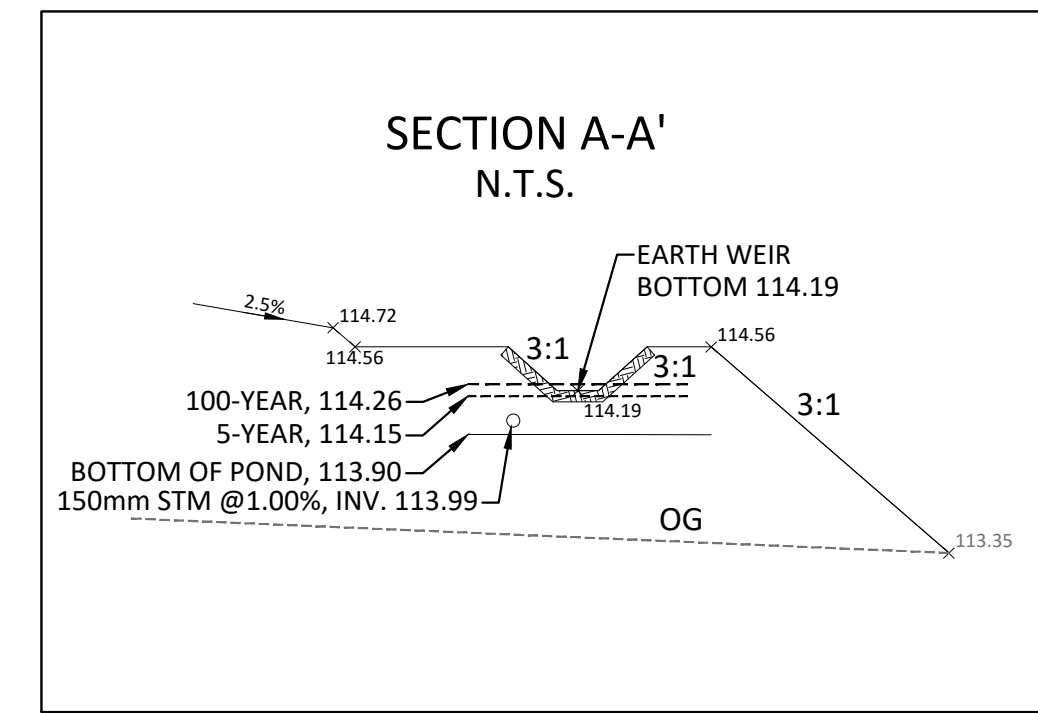 SECTION A-A'
N.T.S.
EARTH WEIR
BOTTOM 114.19
2.5%
114.72
114.56
3:1
3:1
114.56
100-YEAR, 114.26
114.19
3:1
5-YEAR, 114.15
BOTTOM OF POND, 113.90
150mm STM @1.00%, INV. 113.99
OG
113.35